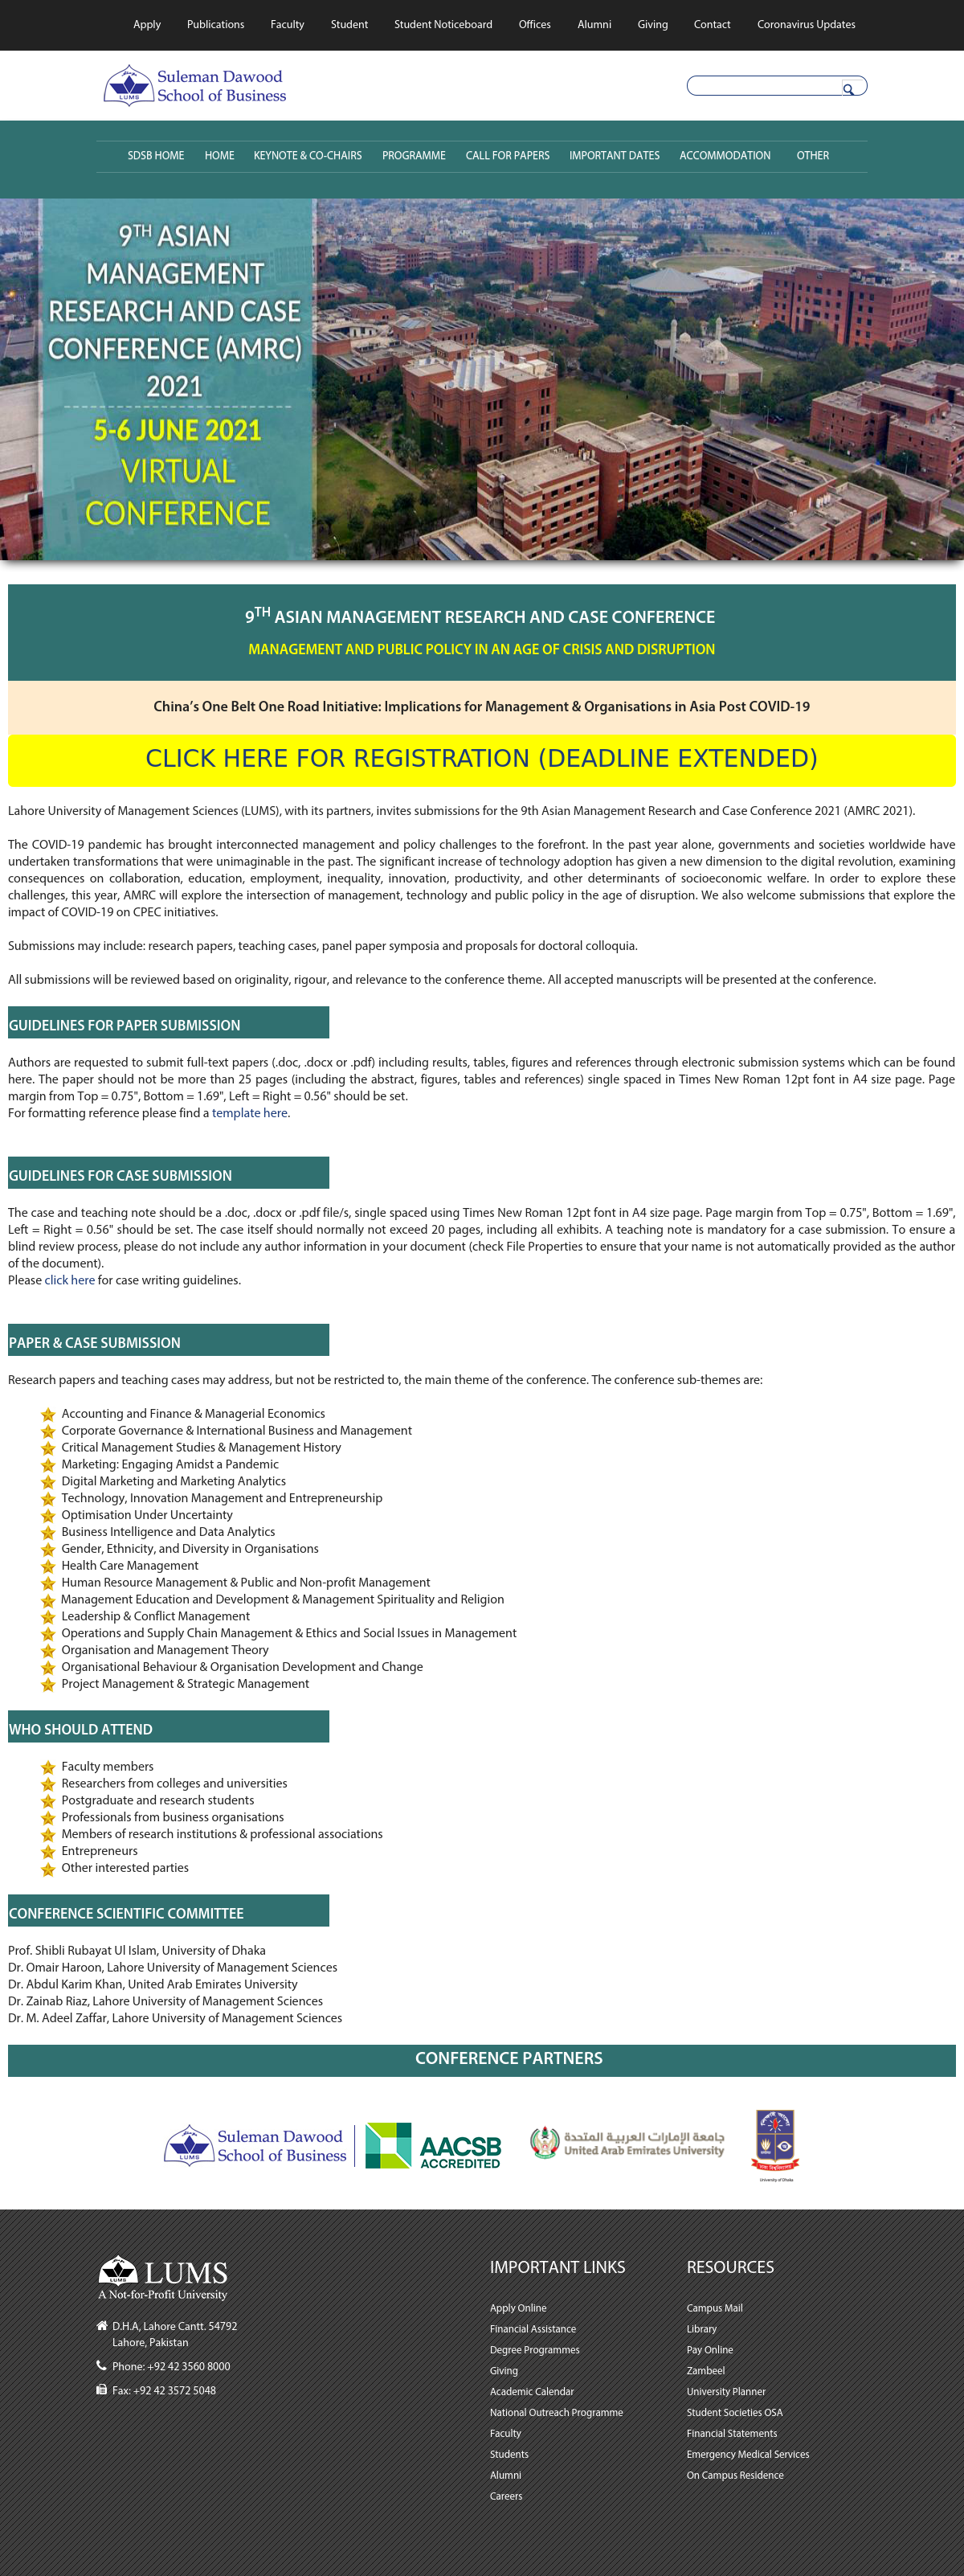 Apply Publications Faculty Student Student Noticeboard Offices Alumni Giving Contact Coronavirus Updates
LUMS
Suleman Dawood
School of Business
SDSB HOME HOME KEYNOTE & CO-CHAIRS PROGRAMME CALL FOR PAPERS IMPORTANT DATES ACCOMMODATION OTHER
9TH ASIAN
MANAGEMENT
RESEARCH AND CASE
CONFERENCE (AMRC)
2021
5-6 JUNE 2021
VIRTUAL
CONFERENCE
9TH ASIAN MANAGEMENT RESEARCH AND CASE CONFERENCE
MANAGEMENT AND PUBLIC POLICY IN AN AGE OF CRISIS AND DISRUPTION
China's One Belt One Road Initiative: Implications for Management & Organisations in Asia Post COVID-19
CLICK HERE FOR REGISTRATION (DEADLINE EXTENDED)
Lahore University of Management Sciences (LUMS), with its partners, invites submissions for the 9th Asian Management Research and Case Conference 2021 (AMRC 2021).
The COVID-19 pandemic has brought interconnected management and policy challenges to the forefront. In the past year alone, governments and societies worldwide have
undertaken transformations that were unimaginable in the past. The significant increase of technology adoption has given a new dimension to the digital revolution, examining
consequences on collaboration, education, employment, inequality, innovation, productivity, and other determinants of socioeconomic welfare. In order to explore these
challenges, this year, AMRC will explore the intersection of management, technology and public policy in the age of disruption. We also welcome submissions that explore the
impact of COVID-19 on CPEC initiatives.
Submissions may include: research papers, teaching cases, panel paper symposia and proposals for doctoral colloquia.
All submissions will be reviewed based on originality, rigour, and relevance to the conference theme. All accepted manuscripts will be presented at the conference.
GUIDELINES FOR PAPER SUBMISSION
Authors are requested to submit full-text papers (.doc, .docx or .pdf) including results, tables, figures and references through electronic submission systems which can be found
here. The paper should not be more than 25 pages (including the abstract, figures, tables and references) single spaced in Times New Roman 12pt font in A4 size page. Page
margin from Top = 0.75", Bottom = 1.69", Left = Right = 0.56" should be set.
For formatting reference please find a template here.
GUIDELINES FOR CASE SUBMISSION
The case and teaching note should be a .doc, .docx or .pdf file/s, single spaced using Times New Roman 12pt font in A4 size page. Page margin from Top = 0.75", Bottom = 1.69",
Left = Right = 0.56" should be set. The case itself should normally not exceed 20 pages, including all exhibits. A teaching note is mandatory for a case submission. To ensure a
blind review process, please do not include any author information in your document (check File Properties to ensure that your name is not automatically provided as the author
of the document).
Please click here for case writing guidelines.
PAPER & CASE SUBMISSION
Research papers and teaching cases may address, but not be restricted to, the main theme of the conference. The conference sub-themes are:
Accounting and Finance & Managerial Economics
Corporate Governance & International Business and Management
Critical Management Studies & Management History
Marketing: Engaging Amidst a Pandemic
Digital Marketing and Marketing Analytics
Technology, Innovation Management and Entrepreneurship
Optimisation Under Uncertainty
Business Intelligence and Data Analytics
Gender, Ethnicity, and Diversity in Organisations
Health Care Management
Human Resource Management & Public and Non-profit Management
Management Education and Development & Management Spirituality and Religion
Leadership & Conflict Management
Operations and Supply Chain Management & Ethics and Social Issues in Management
Organisation and Management Theory
Organisational Behaviour & Organisation Development and Change
Project Management & Strategic Management
WHO SHOULD ATTEND
Faculty members
Researchers from colleges and universities
Postgraduate and research students
Professionals from business organisations
Members of research institutions & professional associations
Entrepreneurs
Other interested parties
CONFERENCE SCIENTIFIC COMMITTEE
Prof. Shibli Rubayat Ul Islam, University of Dhaka
Dr. Omair Haroon, Lahore University of Management Sciences
Dr. Abdul Karim Khan, United Arab Emirates University
Dr. Zainab Riaz, Lahore University of Management Sciences
Dr. M. Adeel Zaffar, Lahore University of Management Sciences
CONFERENCE PARTNERS
LUMS
Suleman Dawood
School of Business
AACSB
ACCREDITED
جامعة الإمارات العربية المتحدة
United Arab Emirates University
University of Dhaka
LUMS
LUMS
A Not-for-Profit University
D.H.A, Lahore Cantt. 54792
Lahore, Pakistan
Phone: +92 42 3560 8000
Fax: +92 42 3572 5048
IMPORTANT LINKS
Apply Online
Financial Assistance
Degree Programmes
Giving
Academic Calendar
National Outreach Programme
Faculty
Students
Alumni
Careers
RESOURCES
Campus Mail
Library
Pay Online
Zambeel
University Planner
Student Societies OSA
Financial Statements
Emergency Medical Services
On Campus Residence